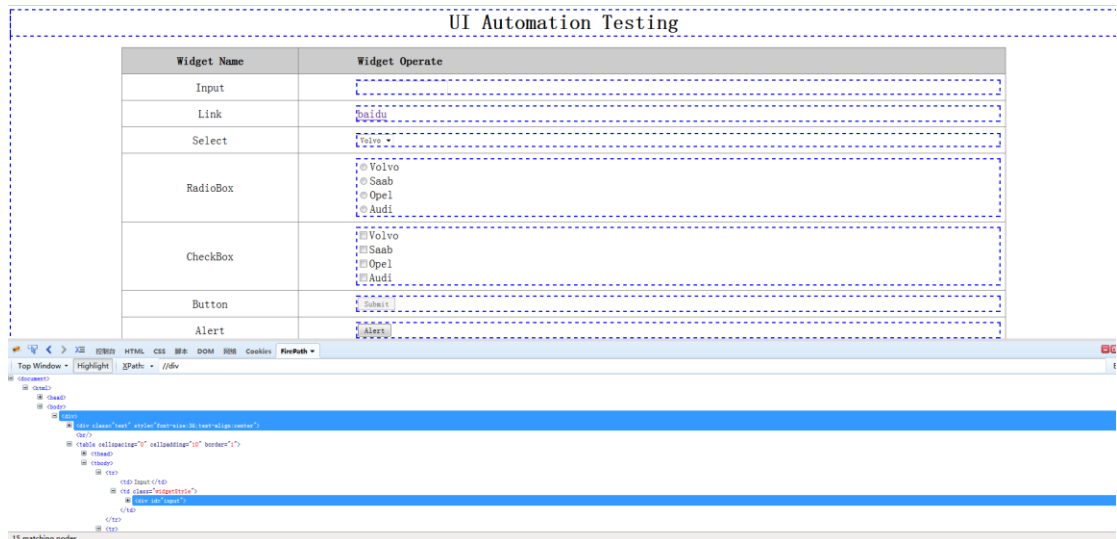 UI Automation Testing
Widget Name Widget Operate
Input
Link baidu
Select Volvo
RadioBox
Volvo
Saab
Opel
Audi
CheckBox
Volvo
Saab
Opel
Audi
Button Submit
Alert Alert
控制台 HTML CSS 脚本 DOM 网络 Cookies FirePath
Top Window Highlight XPath: //div
<document>
<html>
<head>
<body>
<div>
<div class="test" style="font-size:30;text-align:center">
<br/>
<table cellspacing="0" cellpadding="10" border="1">
<thead>
<tbody>
<tr>
<td>Input</td>
<td class="widgetStyle">
<div id="input">
</td>
</tr>
<tr>
15 matching nodes